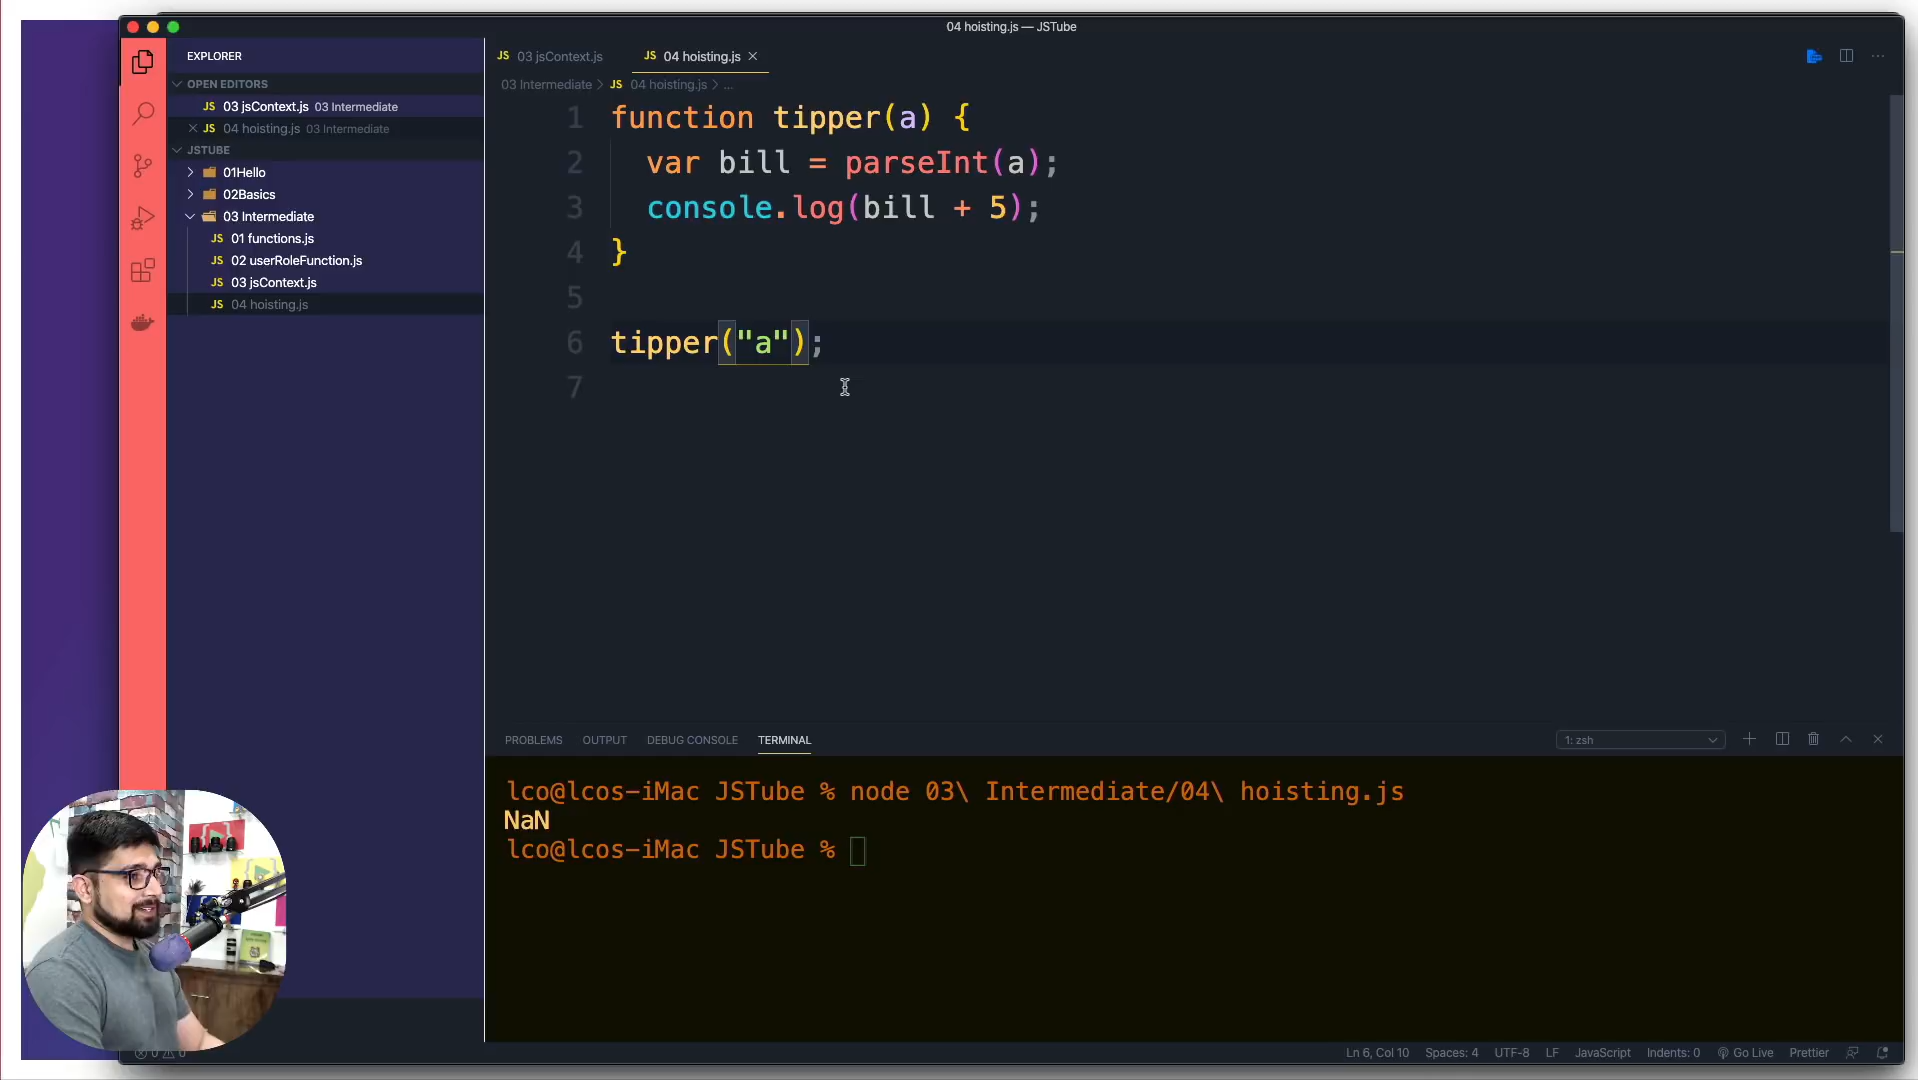 04 hoisting.js — JSTube
EXPLORER
OPEN EDITORS
JS 03 jsContext.js 03 Intermediate
JS 04 hoisting.js 03 Intermediate
JSTUBE
01Hello
02Basics
03 Intermediate
JS 01 functions.js
JS 02 userRoleFunction.js
JS 03 jsContext.js
JS 04 hoisting.js
JS 03 jsContext.js JS 04 hoisting.js
03 Intermediate > JS 04 hoisting.js > ...
1 function tipper(a) {
2 var bill = parseInt(a);
3 console.log(bill + 5);
4 }
5
6 tipper("a");
7
PROBLEMS OUTPUT DEBUG CONSOLE TERMINAL 1: zsh
lco@lcos-iMac JSTube % node 03\ Intermediate/04\ hoisting.js
NaN
lco@lcos-iMac JSTube %
0 0 Ln 6, Col 10 Spaces: 4 UTF-8 LF JavaScript Indents: 0 Go Live Prettier